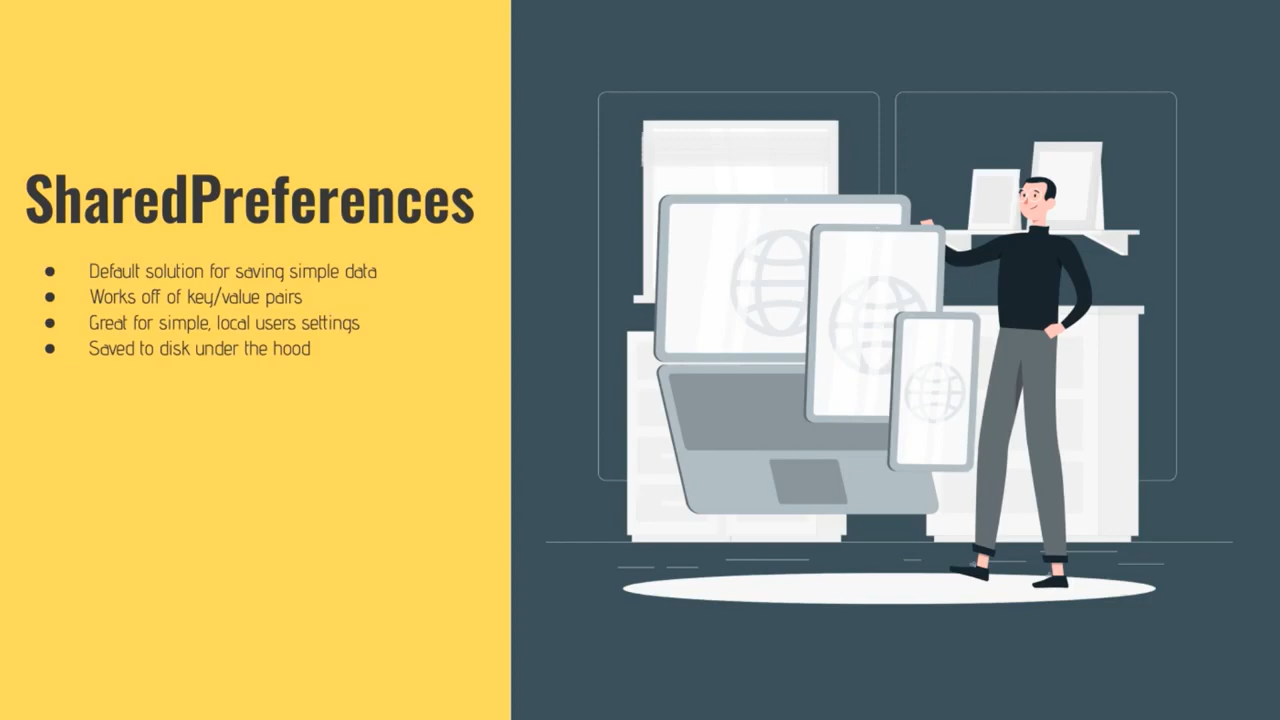 SharedPreferences
● Default solution for saving simple data
● Works off of key/value pairs
● Great for simple, local users settings
● Saved to disk under the hood